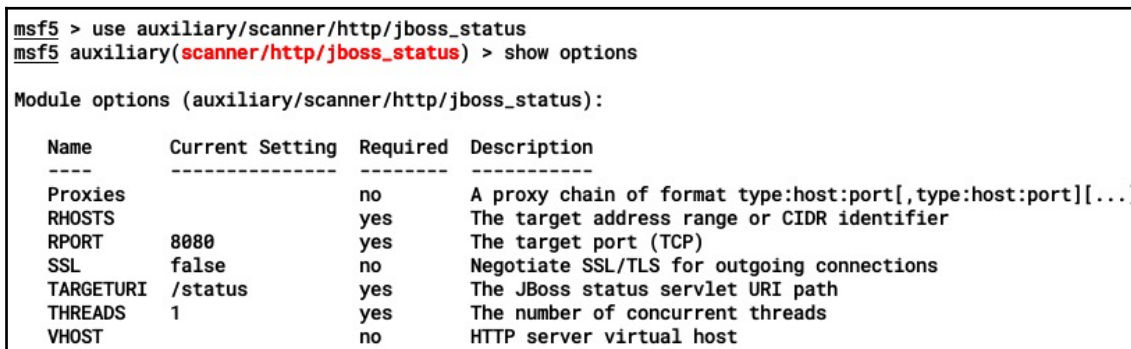 msf5 > use auxiliary/scanner/http/jboss_status
msf5 auxiliary(scanner/http/jboss_status) > show options
Module options (auxiliary/scanner/http/jboss_status):
Name Current Setting Required Description
---- --------------- -------- -----------
Proxies no A proxy chain of format type:host:port[,type:host:port][...]
RHOSTS yes The target address range or CIDR identifier
RPORT 8080 yes The target port (TCP)
SSL false no Negotiate SSL/TLS for outgoing connections
TARGETURI /status yes The JBoss status servlet URI path
THREADS 1 yes The number of concurrent threads
VHOST no HTTP server virtual host